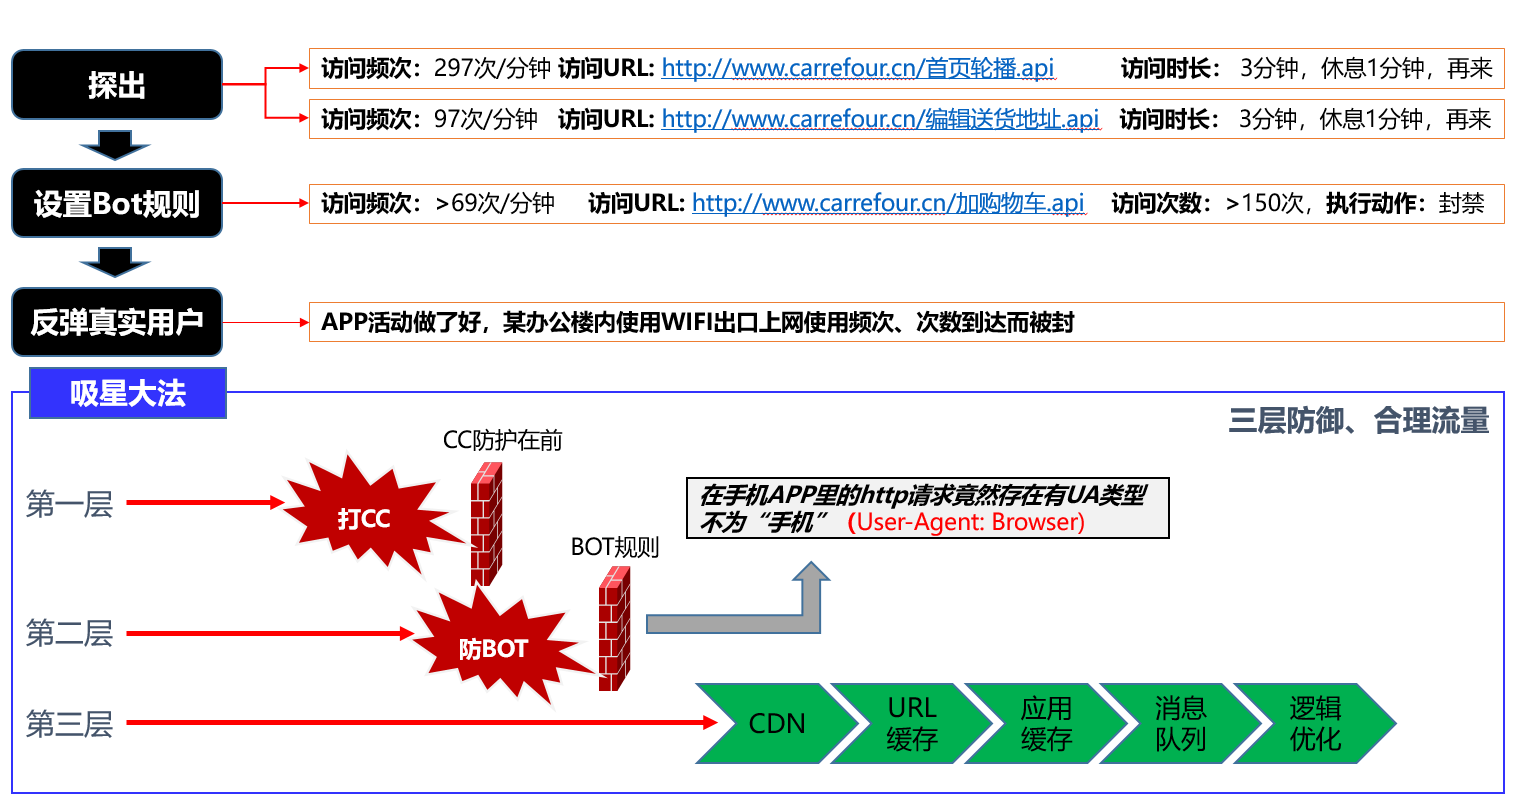 探出
访问频次：297次/分钟 访问URL: http://www.carrefour.cn/首页轮播.api 访问时长： 3分钟，休息1分钟，再来
访问频次：97次/分钟 访问URL: http://www.carrefour.cn/编辑送货地址.api 访问时长： 3分钟，休息1分钟，再来
设置Bot规则
访问频次：>69次/分钟 访问URL: http://www.carrefour.cn/加购物车.api 访问次数：>150次，执行动作：封禁
反弹真实用户
APP活动做了好，某办公楼内使用WIFI出口上网使用频次、次数到达而被封
吸星大法
三层防御、合理流量
CC防护在前
第一层
打CC
在手机APP里的http请求竟然存在有UA类型
不为“手机” (User-Agent: Browser)
BOT规则
第二层
防BOT
第三层
CDN
URL
缓存
应用
缓存
消息
队列
逻辑
优化